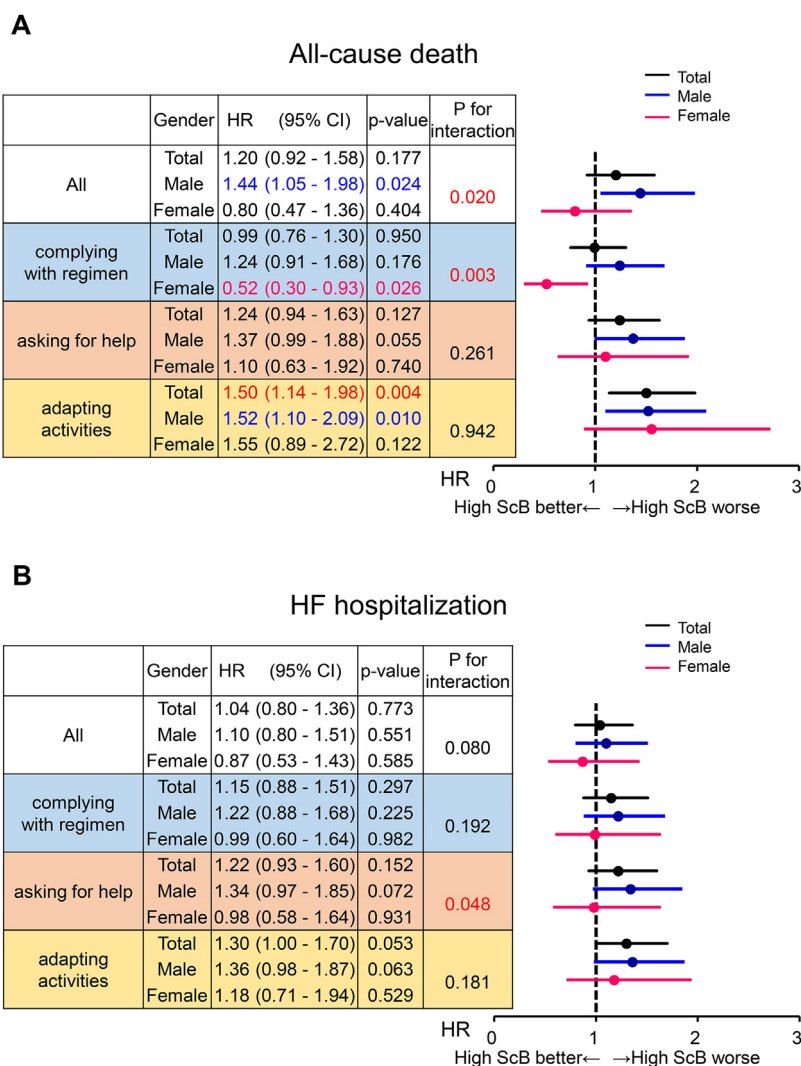 A
All-cause death
Total
Male
Female
Gender HR (95% CI) p-value P for interaction
All
Total 1.20 (0.92 - 1.58) 0.177
Male 1.44 (1.05 - 1.98) 0.024
Female 0.80 (0.47 - 1.36) 0.404
0.020
complying
with regimen
Total 0.99 (0.76 - 1.30) 0.950
Male 1.24 (0.91 - 1.68) 0.176
Female 0.52 (0.30 - 0.93) 0.026
0.003
asking for help
Total 1.24 (0.94 - 1.63) 0.127
Male 1.37 (0.99 - 1.88) 0.055
Female 1.10 (0.63 - 1.92) 0.740
0.261
adapting
activities
Total 1.50 (1.14 - 1.98) 0.004
Male 1.52 (1.10 - 2.09) 0.010
Female 1.55 (0.89 - 2.72) 0.122
0.942
HR 0 1 2 3
High ScB better← →High ScB worse
B
HF hospitalization
Total
Male
Female
Gender HR (95% CI) p-value P for interaction
All
Total 1.04 (0.80 - 1.36) 0.773
Male 1.10 (0.80 - 1.51) 0.551
Female 0.87 (0.53 - 1.43) 0.585
0.080
complying
with regimen
Total 1.15 (0.88 - 1.51) 0.297
Male 1.22 (0.88 - 1.68) 0.225
Female 0.99 (0.60 - 1.64) 0.982
0.192
asking for help
Total 1.22 (0.93 - 1.60) 0.152
Male 1.34 (0.97 - 1.85) 0.072
Female 0.98 (0.58 - 1.64) 0.931
0.048
adapting
activities
Total 1.30 (1.00 - 1.70) 0.053
Male 1.36 (0.98 - 1.87) 0.063
Female 1.18 (0.71 - 1.94) 0.529
0.181
HR 0 1 2 3
High ScB better← →High ScB worse